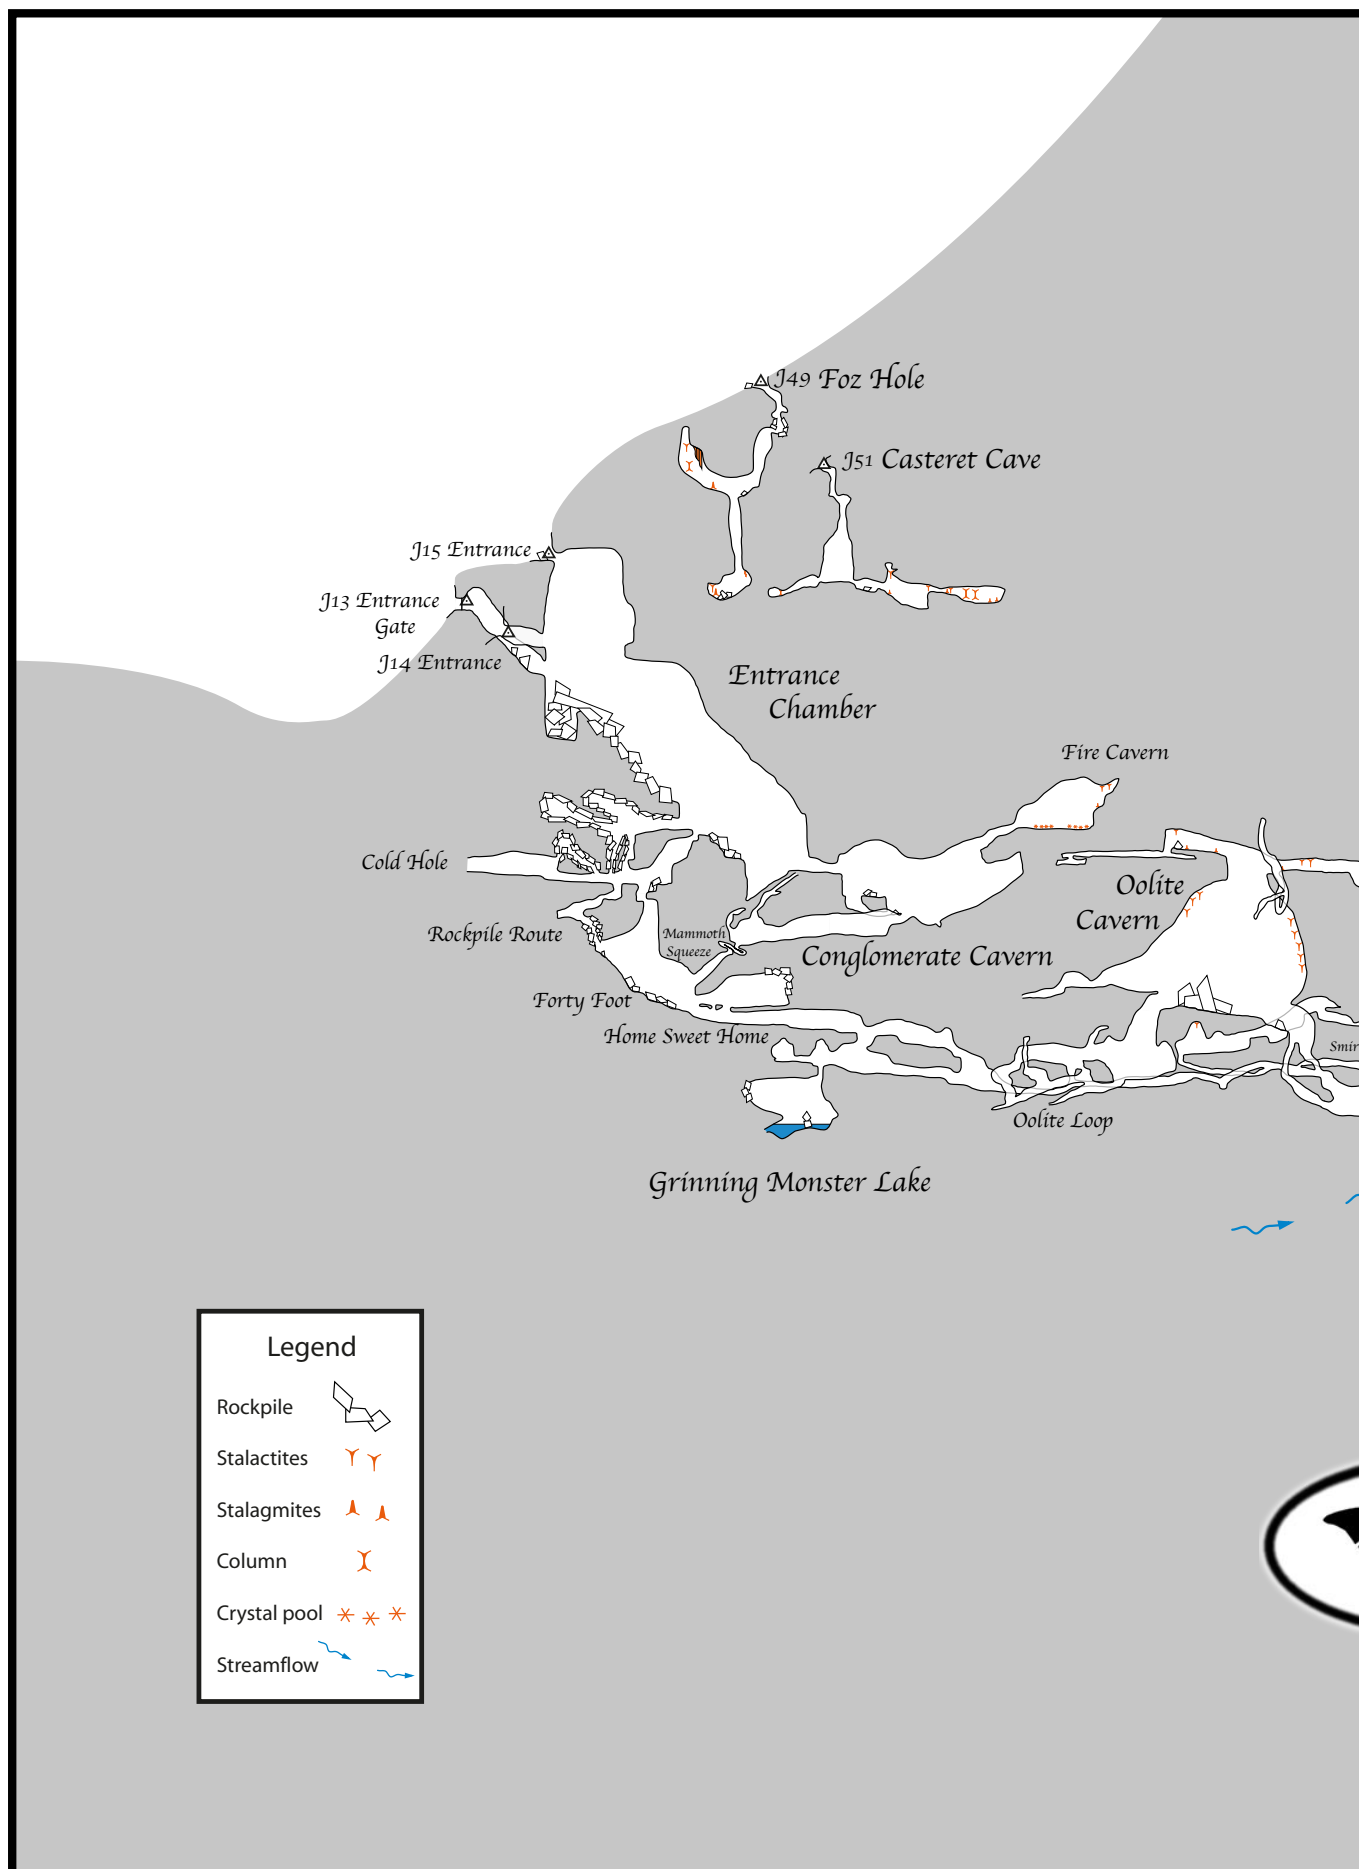 J49 Foz Hole
J51 Casteret Cave
J15 Entrance
J13 Entrance
Gate
J14 Entrance
Entrance
Chamber
Fire Cavern
Cold Hole
Oolite
Cavern
Rockpile Route
Mammoth
Squeeze
Conglomerate Cavern
Forty Foot
Home Sweet Home
Smir
Oolite Loop
Grinning Monster Lake
Legend
Rockpile
Stalactites
Stalagmites
Column
Crystal pool
Streamflow